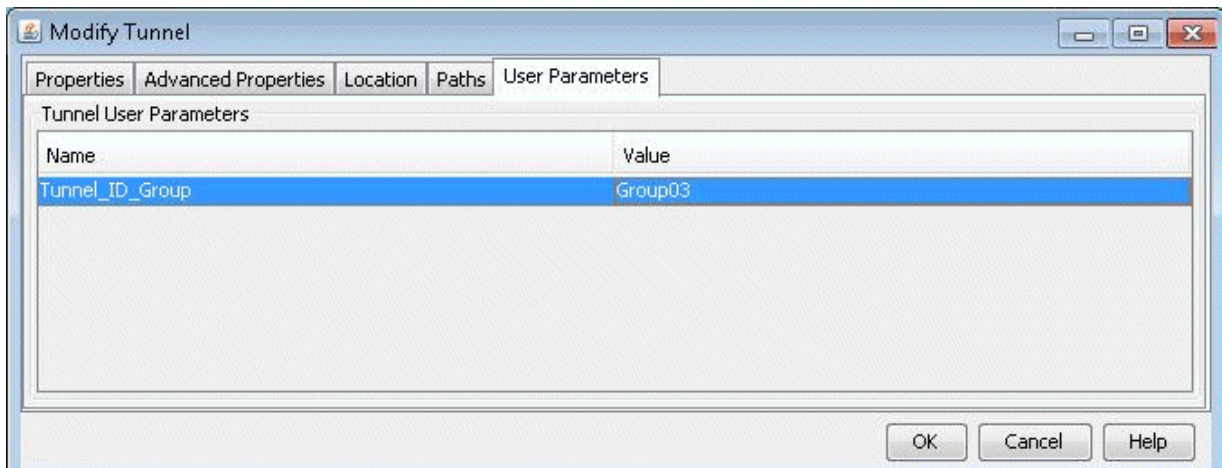 Modify Tunnel
Properties Advanced Properties Location Paths User Parameters
Tunnel User Parameters
Name Value
Tunnel_ID_Group Group03
OK Cancel Help